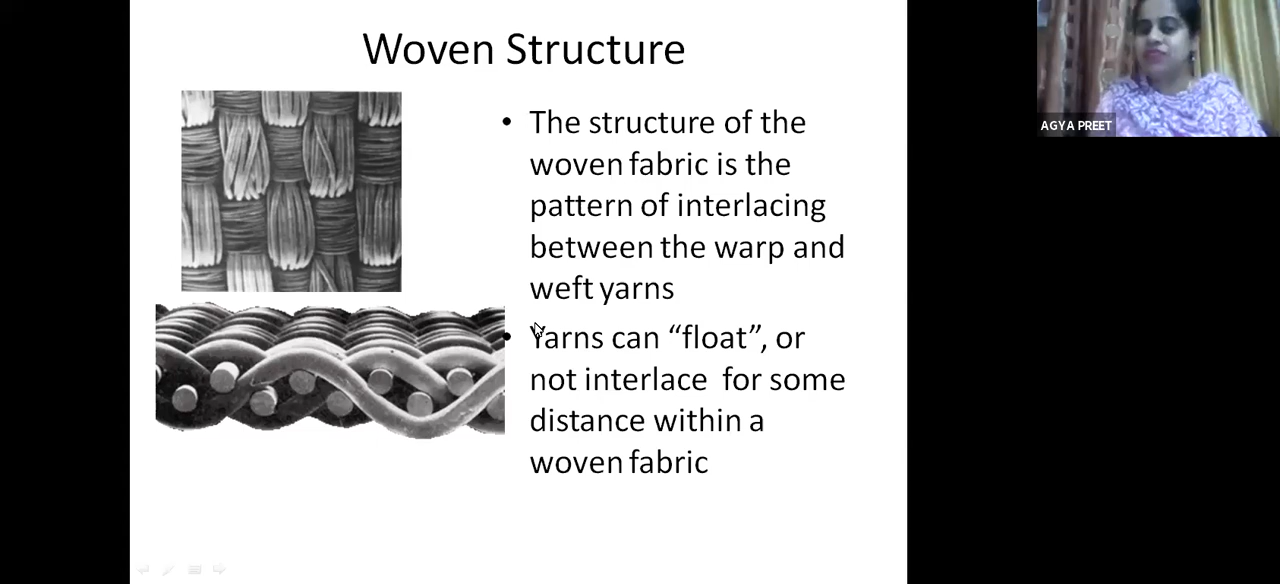 Woven Structure
• The structure of the
woven fabric is the
pattern of interlacing
between the warp and
weft yarns
• Yarns can “float”, or
not interlace for some
distance within a
woven fabric
AGYA PREET